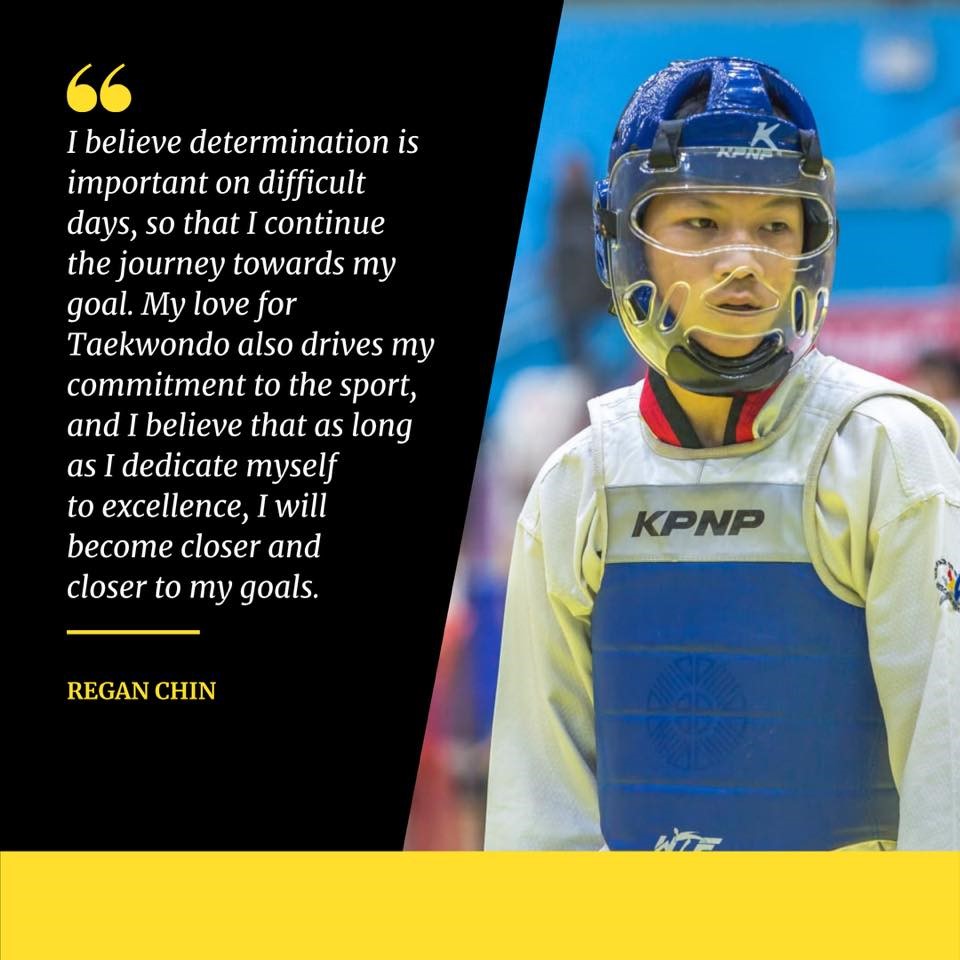 I believe determination is
important on difficult
days, so that I continue
the journey towards my
goal. My love for
Taekwondo also drives my
commitment to the sport,
and I believe that as long
as I dedicate myself
to excellence, I will
become closer and
closer to my goals.
REGAN CHIN
K
KPNP
KPNP
WTF